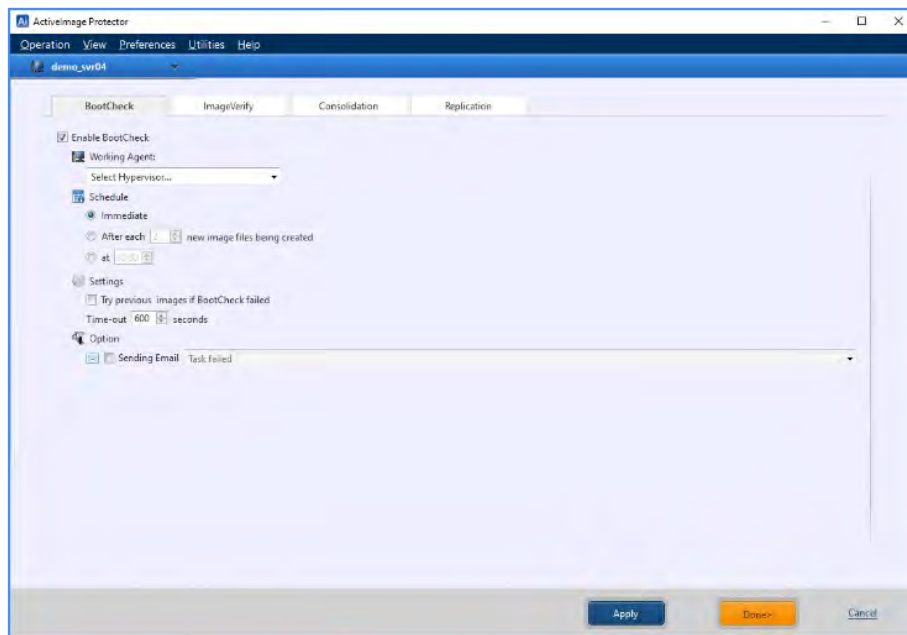 ActiveImage Protector
Operation View Preferences Utilities Help
demo_svr04
BootCheck ImageVerify Consolidation Replication
Enable BootCheck
Working Agent:
Select Hypervisor...
Schedule
Immediate
After each new image files being created
at
Settings
Try previous images if BootCheck failed
Time-out 600 seconds
Option
Sending Email Task failed
Apply Done> Cancel